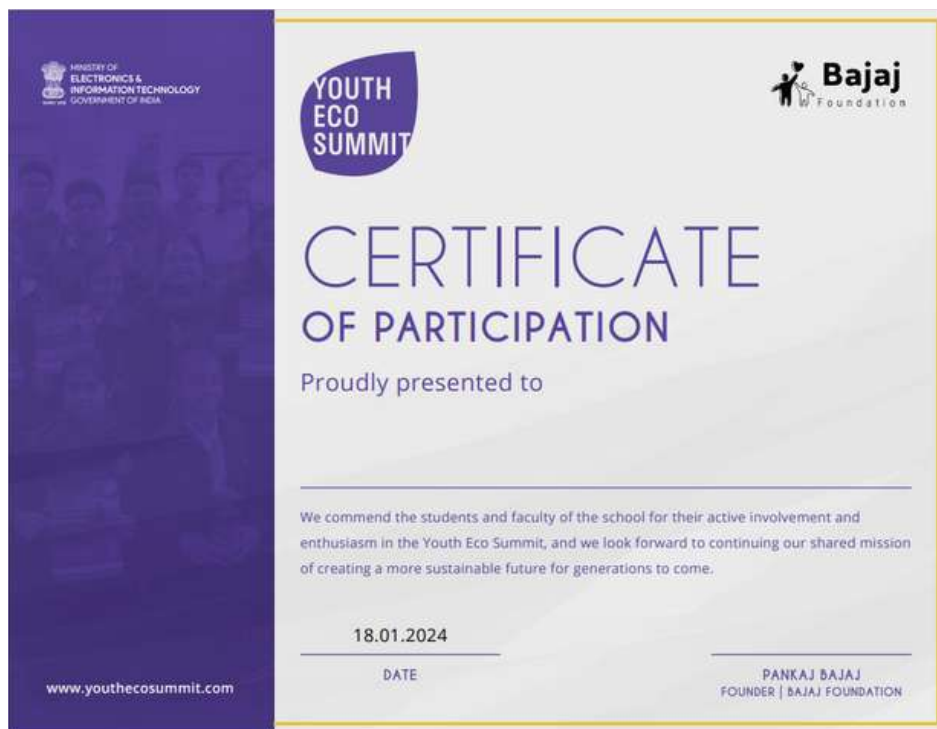 MINISTRY OF
ELECTRONICS &
INFORMATION TECHNOLOGY
GOVERNMENT OF INDIA
YOUTH
ECO
SUMMIT
Bajaj
Foundation
CERTIFICATE
OF PARTICIPATION
Proudly presented to
We commend the students and faculty of the school for their active involvement and
enthusiasm in the Youth Eco Summit, and we look forward to continuing our shared mission
of creating a more sustainable future for generations to come.
18.01.2024
DATE
PANKAJ BAJAJ
FOUNDER | BAJAJ FOUNDATION
www.youthecosummit.com